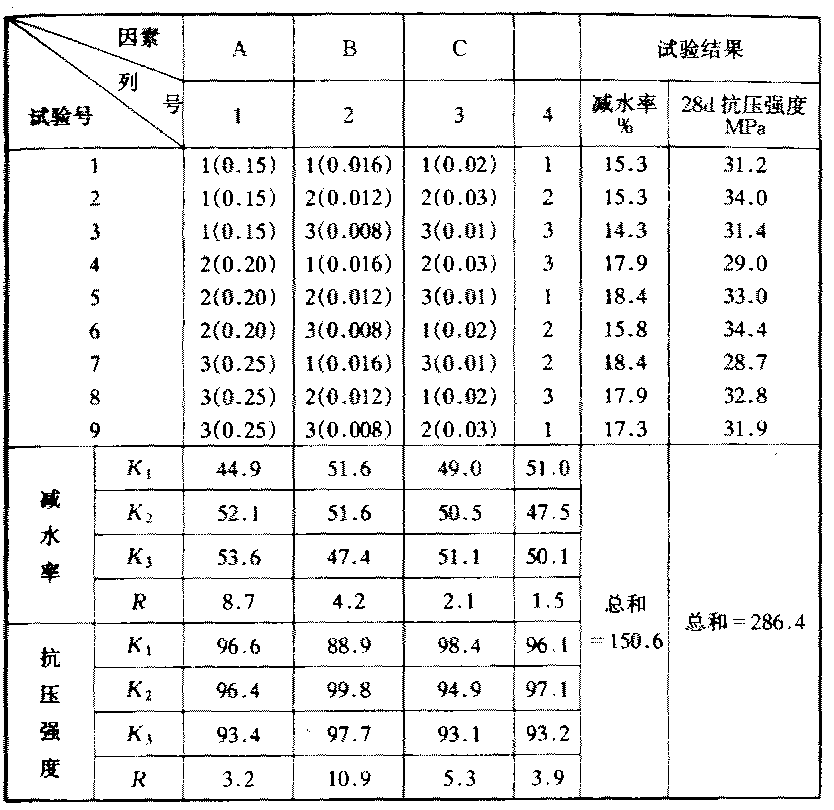 因素 A B C 试验结果
列号
试验号 1 2 3 4 减水率 % 28d 抗压强度 MPa
1 1(0.15) 1(0.016) 1(0.02) 1 15.3 31.2
2 1(0.15) 2(0.012) 2(0.03) 2 15.3 34.0
3 1(0.15) 3(0.008) 3(0.01) 3 14.3 31.4
4 2(0.20) 1(0.016) 2(0.03) 3 17.9 29.0
5 2(0.20) 2(0.012) 3(0.01) 1 18.4 33.0
6 2(0.20) 3(0.008) 1(0.02) 2 15.8 34.4
7 3(0.25) 1(0.016) 3(0.01) 2 18.4 28.7
8 3(0.25) 2(0.012) 1(0.02) 3 17.9 32.8
9 3(0.25) 3(0.008) 2(0.03) 1 17.3 31.9
减水率
K₁ 44.9 51.6 49.0 51.0
K₂ 52.1 51.6 50.5 47.5
K₃ 53.6 47.4 51.1 50.1
R 8.7 4.2 2.1 1.5
总和
=150.6
总和=286.4
抗压强度
K₁ 96.6 88.9 98.4 96.1
K₂ 96.4 99.8 94.9 97.1
K₃ 93.4 97.7 93.1 93.2
R 3.2 10.9 5.3 3.9